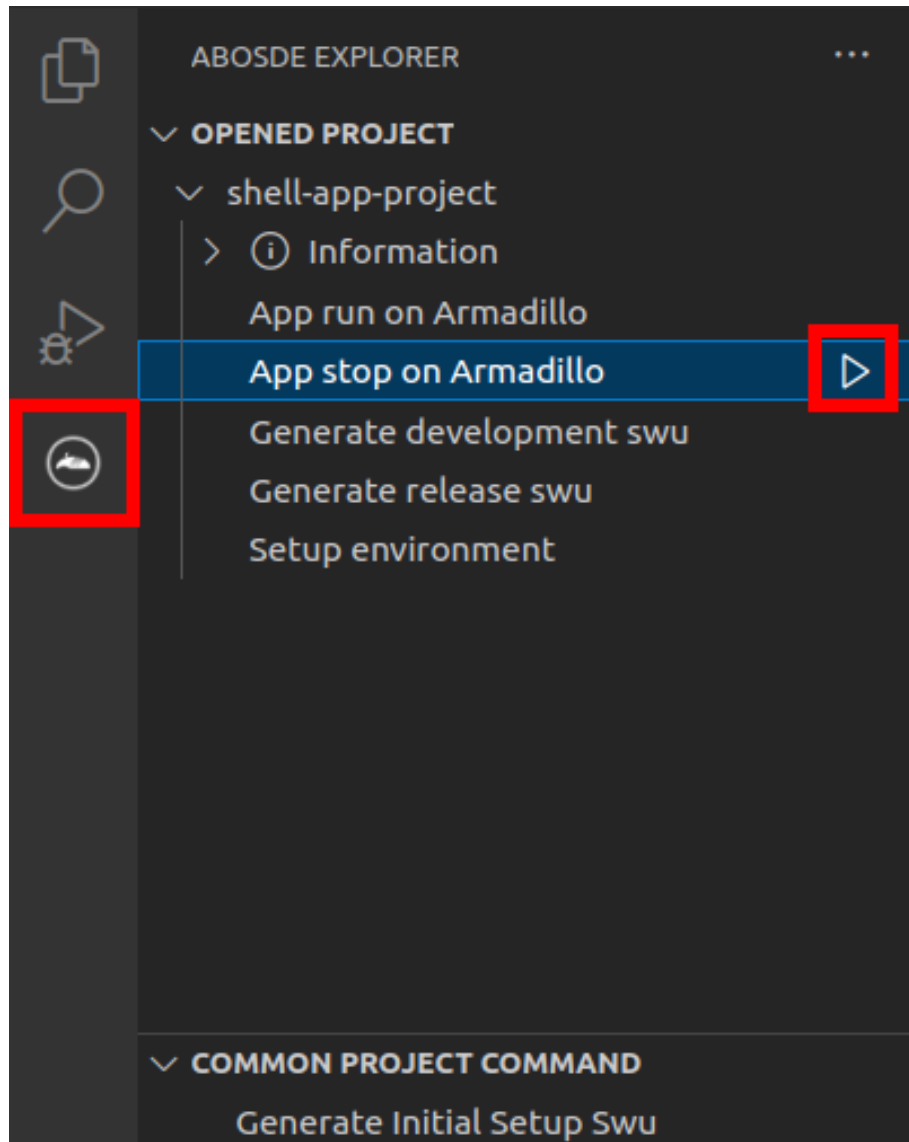 ABOSDE EXPLORER
OPENED PROJECT
shell-app-project
Information
App run on Armadillo
App stop on Armadillo
Generate development swu
Generate release swu
Setup environment
COMMON PROJECT COMMAND
Generate Initial Setup Swu